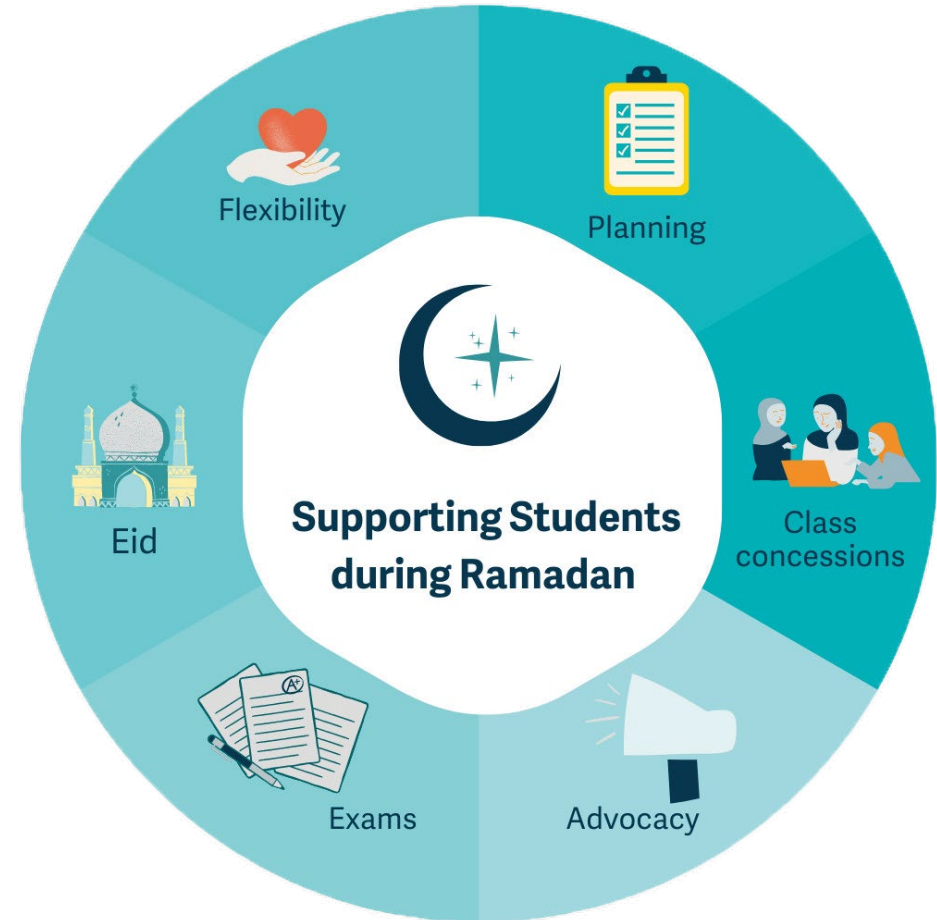 Supporting Students
during Ramadan
Planning
Class
concessions
Advocacy
Exams
A+
Eid
Flexibility